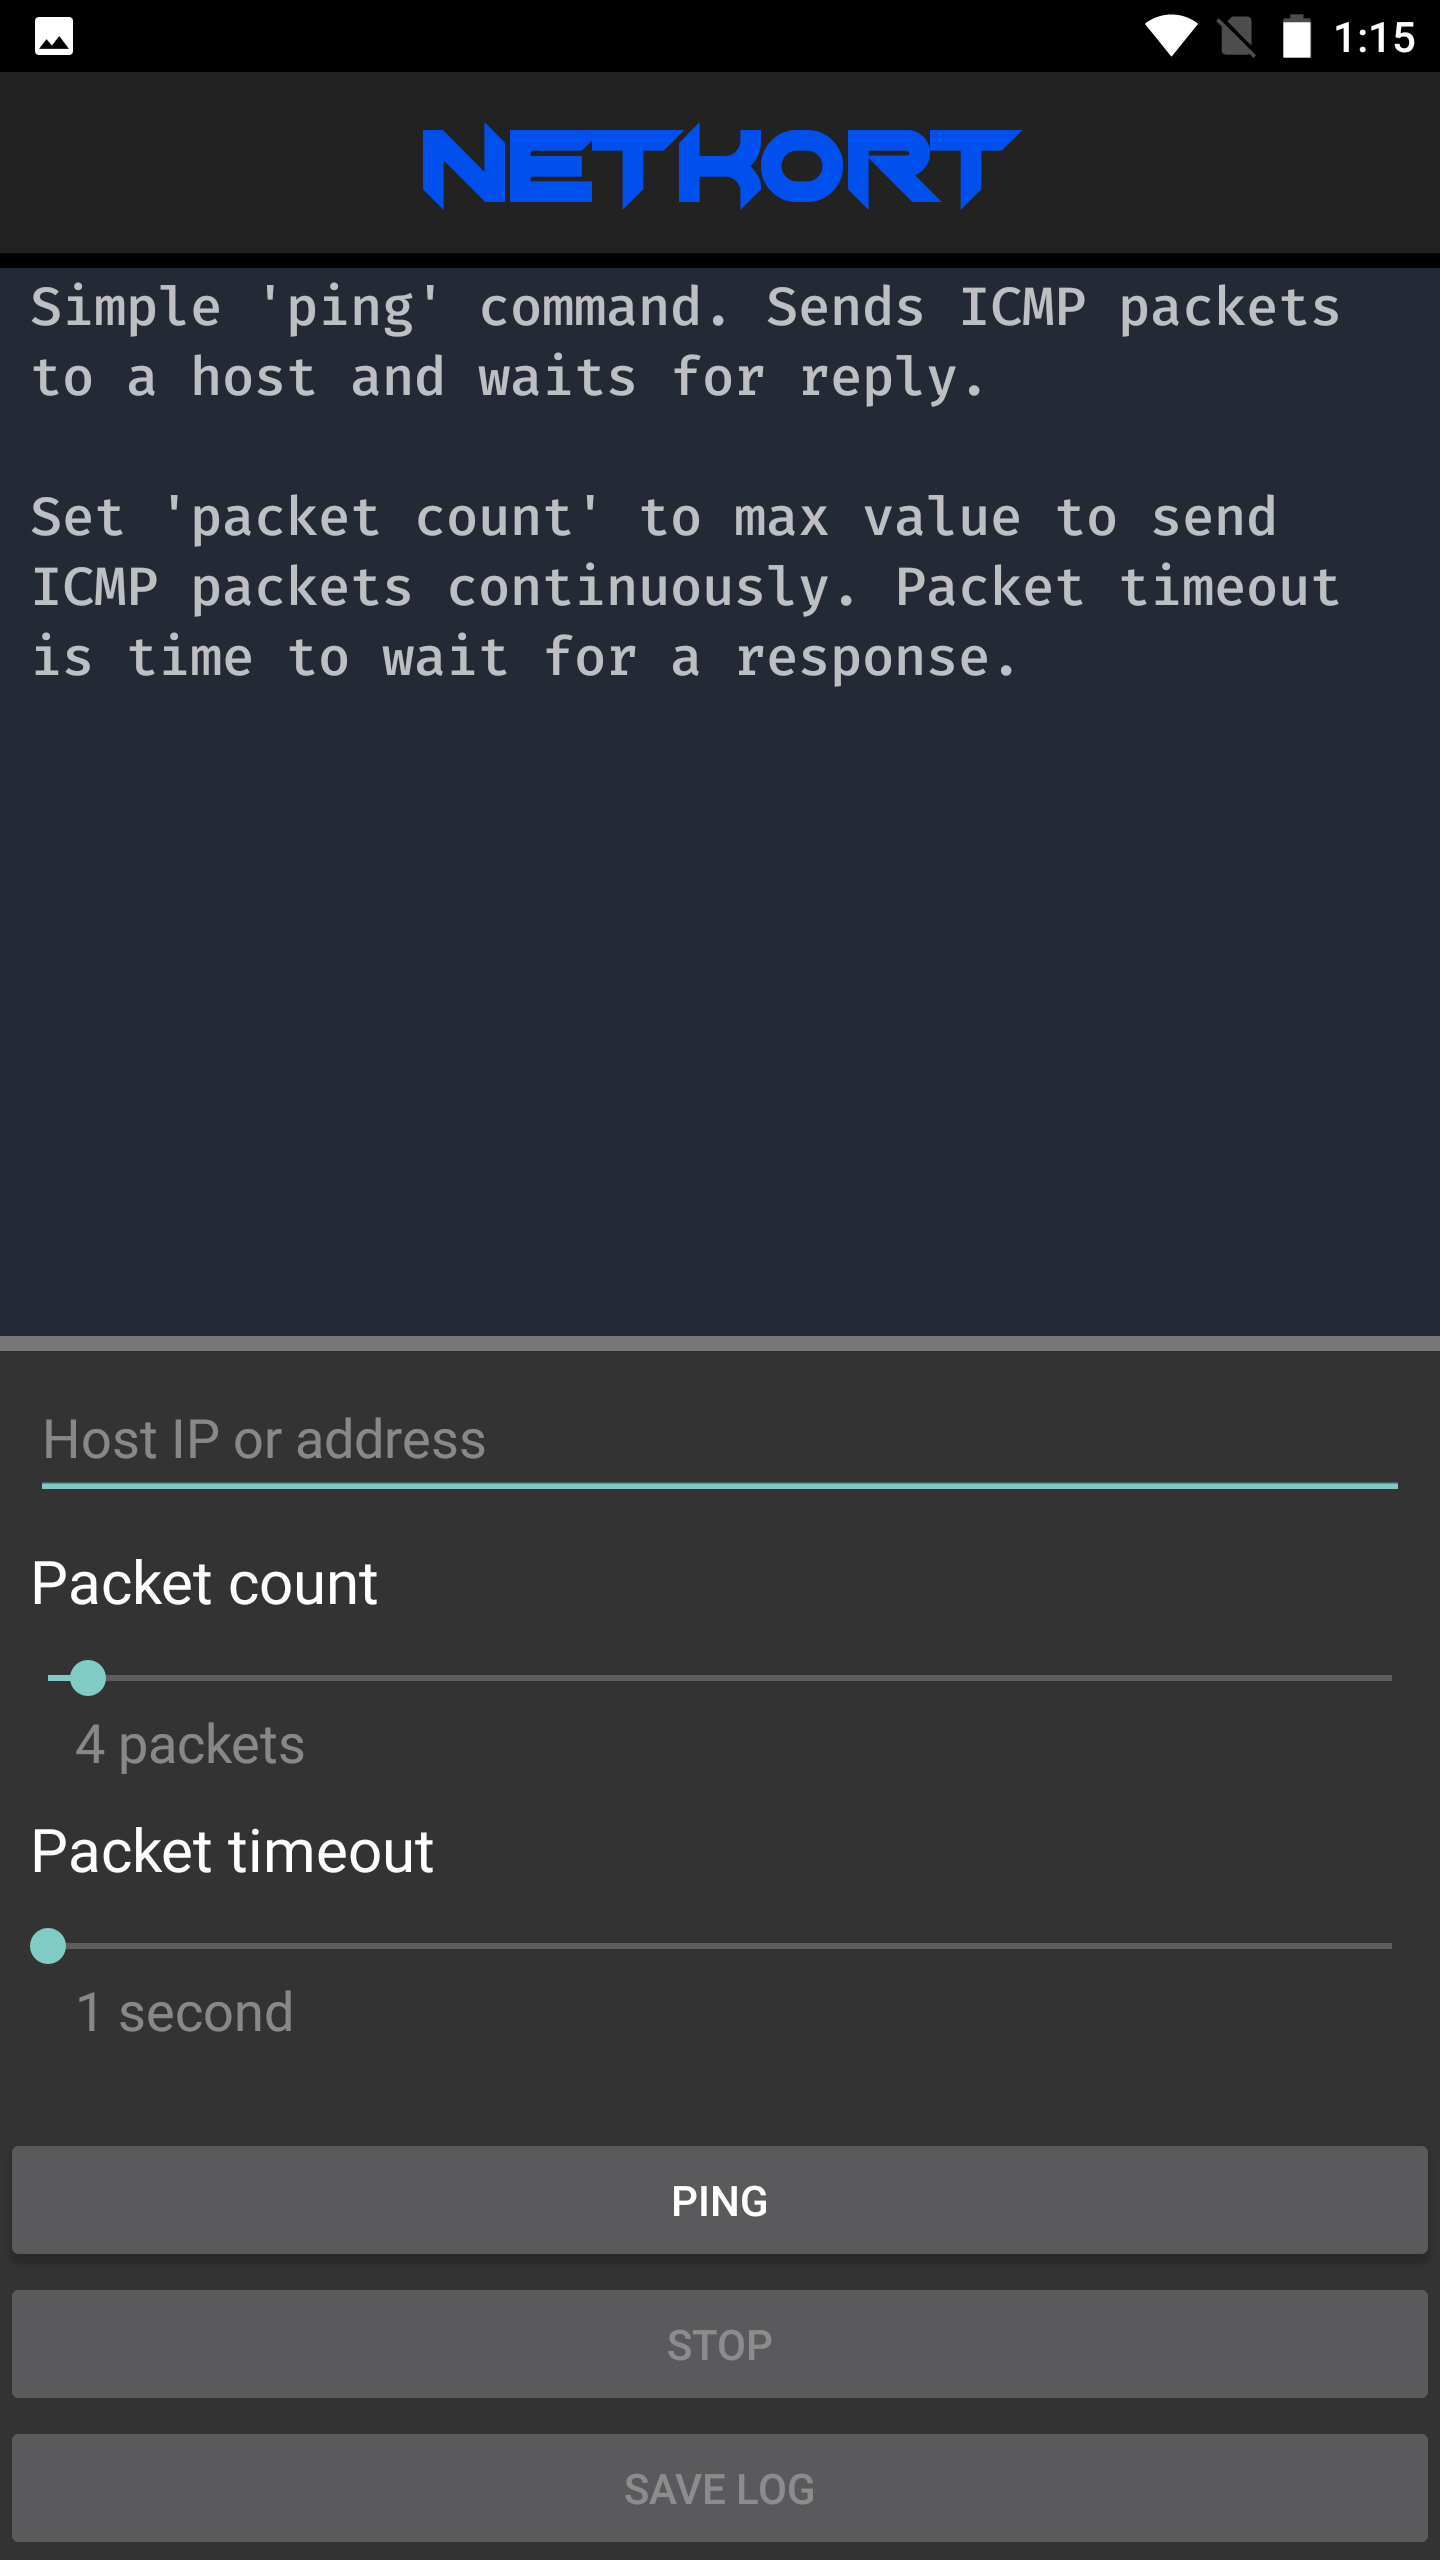 1:15
NETKORT
Simple 'ping' command. Sends ICMP packets
to a host and waits for reply.
Set 'packet count' to max value to send
ICMP packets continuously. Packet timeout
is time to wait for a response.
Host IP or address
Packet count
4 packets
Packet timeout
1 second
PING
STOP
SAVE LOG